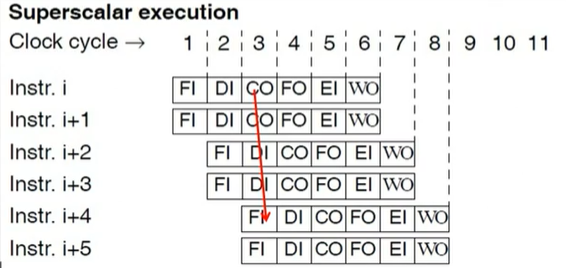 Superscalar execution
Clock cycle → 1 2 3 4 5 6 7 8 9 10 11
Instr. i FI DI CO FO EI WO
Instr. i+1 FI DI CO FO EI WO
Instr. i+2 FI DI CO FO EI WO
Instr. i+3 FI DI CO FO EI WO
Instr. i+4 FI DI CO FO EI WO
Instr. i+5 FI DI CO FO EI WO